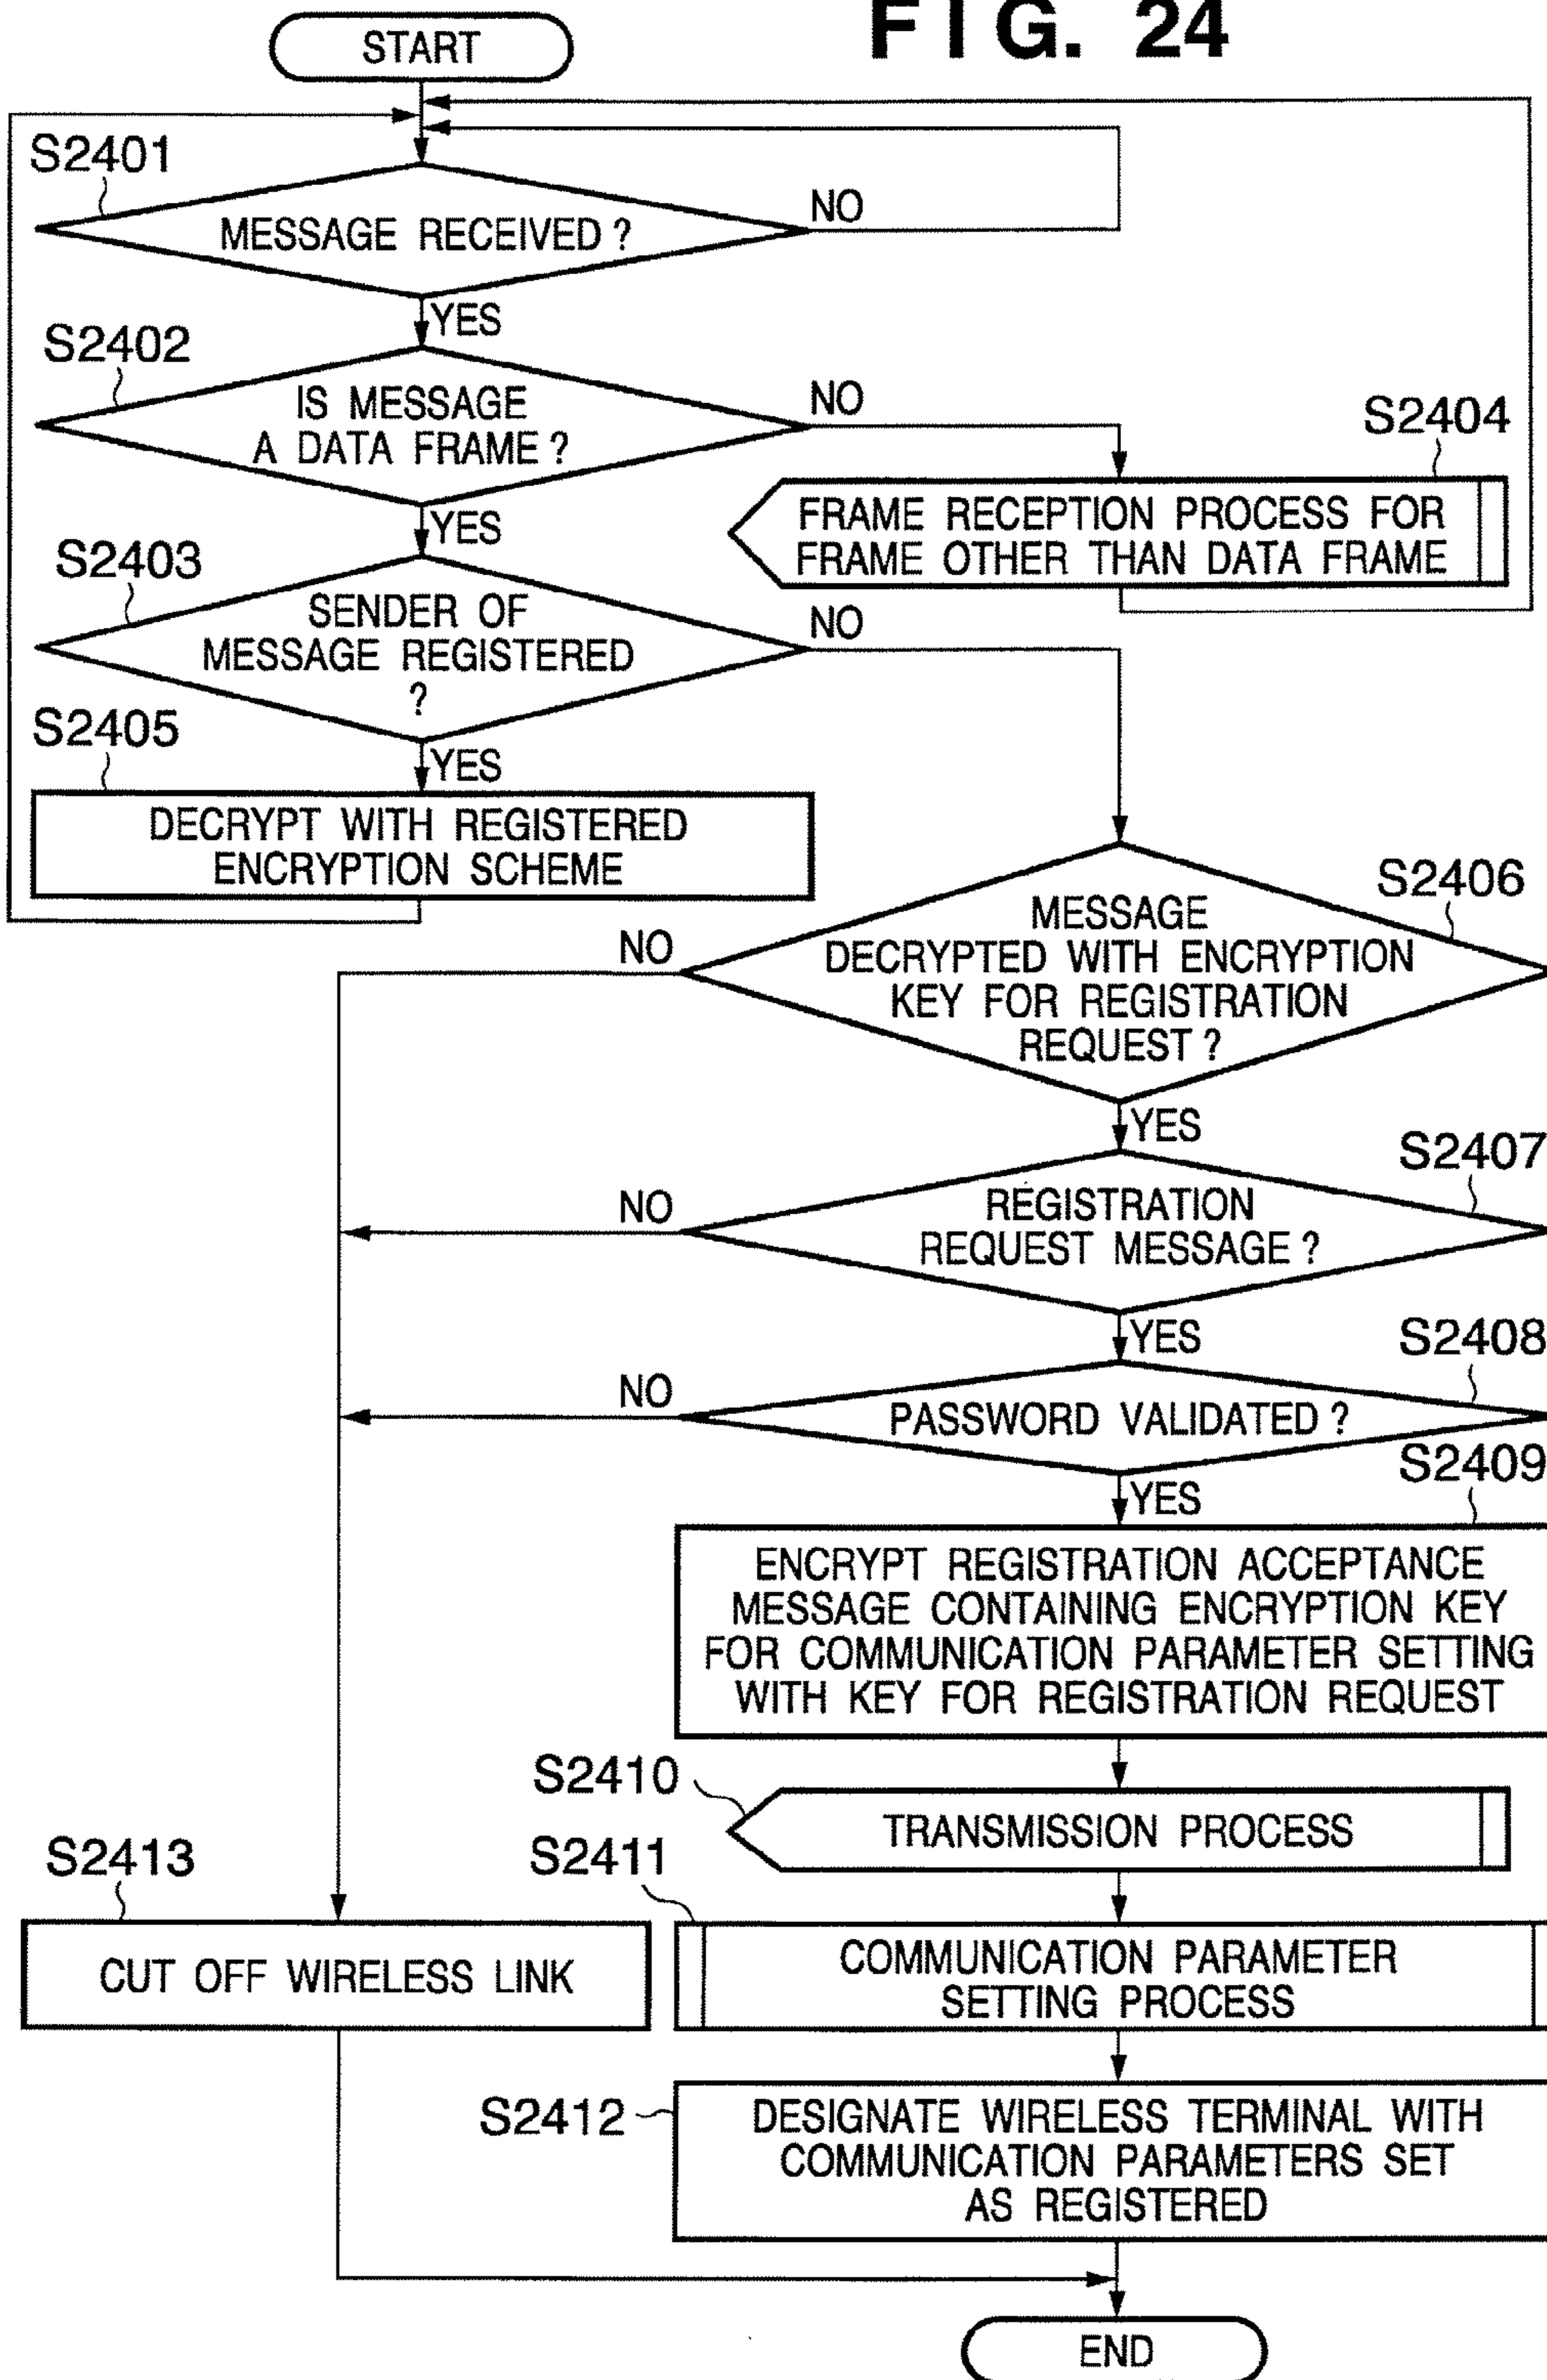 FIG. 24
START
S2401
MESSAGE RECEIVED ?
NO
YES
S2402
IS MESSAGE
A DATA FRAME ?
NO
YES
S2404
FRAME RECEPTION PROCESS FOR
FRAME OTHER THAN DATA FRAME
S2403
SENDER OF
MESSAGE REGISTERED
?
NO
YES
S2405
DECRYPT WITH REGISTERED
ENCRYPTION SCHEME
S2406
MESSAGE
DECRYPTED WITH ENCRYPTION
KEY FOR REGISTRATION
REQUEST ?
NO
YES
S2407
REGISTRATION
REQUEST MESSAGE ?
NO
YES
S2408
PASSWORD VALIDATED ?
NO
YES
S2409
ENCRYPT REGISTRATION ACCEPTANCE
MESSAGE CONTAINING ENCRYPTION KEY
FOR COMMUNICATION PARAMETER SETTING
WITH KEY FOR REGISTRATION REQUEST
S2410
TRANSMISSION PROCESS
S2411
COMMUNICATION PARAMETER
SETTING PROCESS
S2413
CUT OFF WIRELESS LINK
S2412
DESIGNATE WIRELESS TERMINAL WITH
COMMUNICATION PARAMETERS SET
AS REGISTERED
END